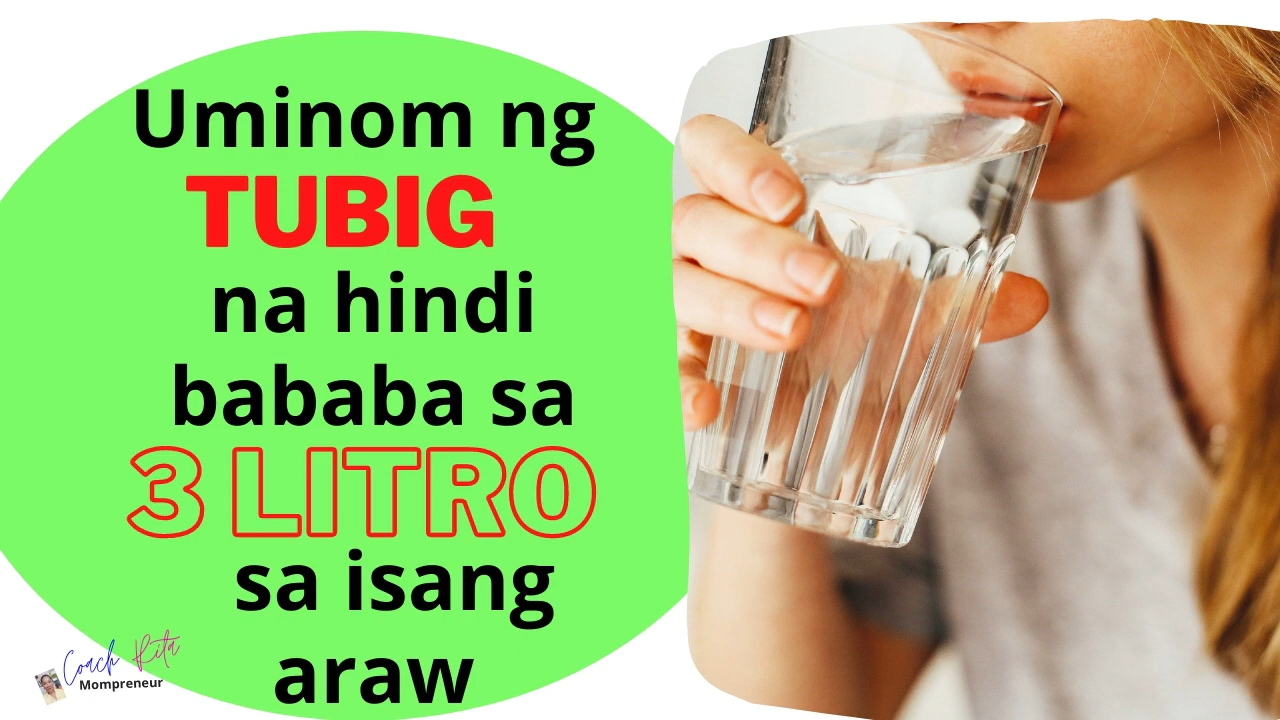 Uminom ng
TUBIG
na hindi
bababa sa
3 LITRO
sa isang
araw
Coach Rita
Mompreneur